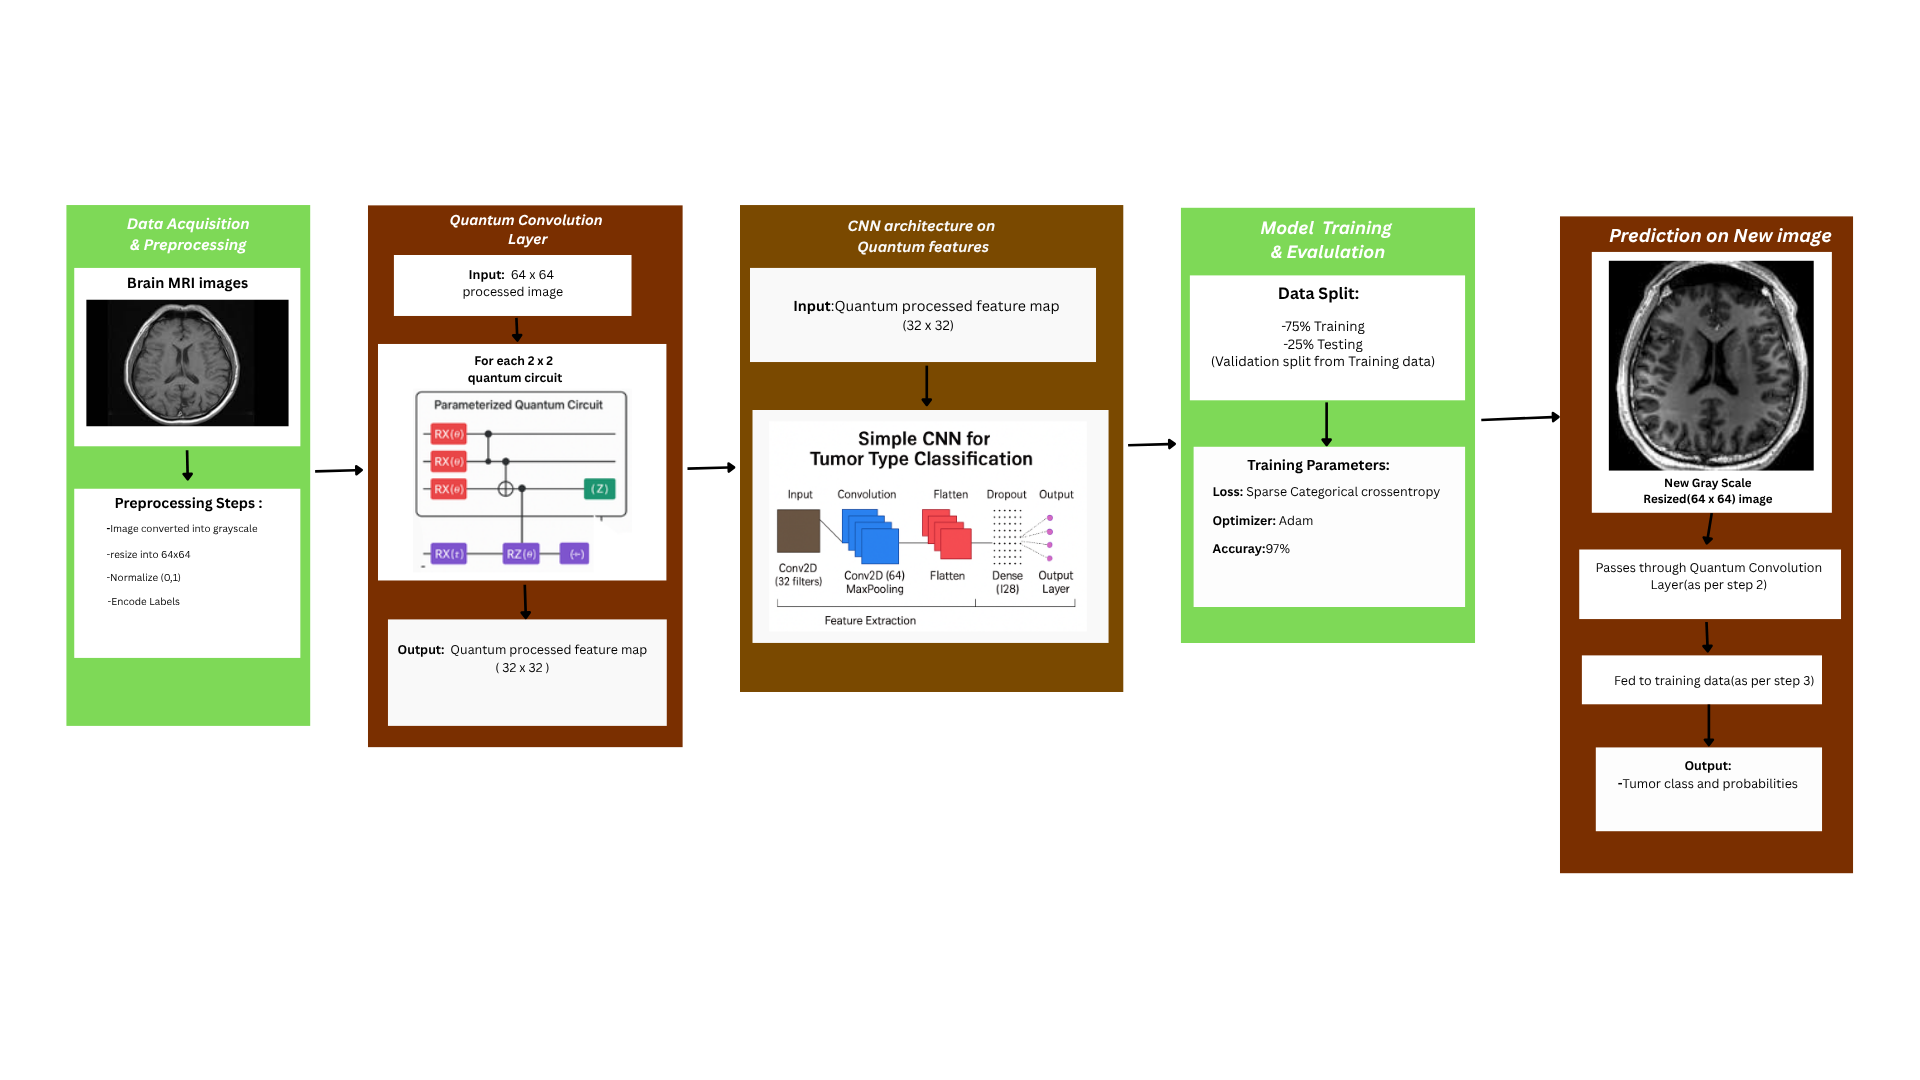 Data Acquisition
& Preprocessing
Brain MRI images
Preprocessing Steps :
-Image converted into grayscale
-resize into 64x64
-Normalize (0,1)
-Encode Labels
Quantum Convolution
Layer
Input: 64 x 64
processed image
For each 2 x 2
quantum circuit
Parameterized Quantum Circuit
RX(θ)
RX(θ)
RX(θ) (Z)
RX(t) RZ(θ)
Output: Quantum processed feature map
( 32 x 32 )
CNN architecture on
Quantum features
Input:Quantum processed feature map
(32 x 32)
Simple CNN for
Tumor Type Classification
Input Convolution Flatten Dropout Output
Conv2D
(32 filters)
Conv2D (64)
MaxPooling
Flatten
Dense
(128)
Output
Layer
Feature Extraction
Model Training
& Evalulation
Data Split:
-75% Training
-25% Testing
(Validation split from Training data)
Training Parameters:
Loss: Sparse Categorical crossentropy
Optimizer: Adam
Accuray:97%
Prediction on New image
New Gray Scale
Resized(64 x 64) image
Passes through Quantum Convolution
Layer(as per step 2)
Fed to training data(as per step 3)
Output:
-Tumor class and probabilities